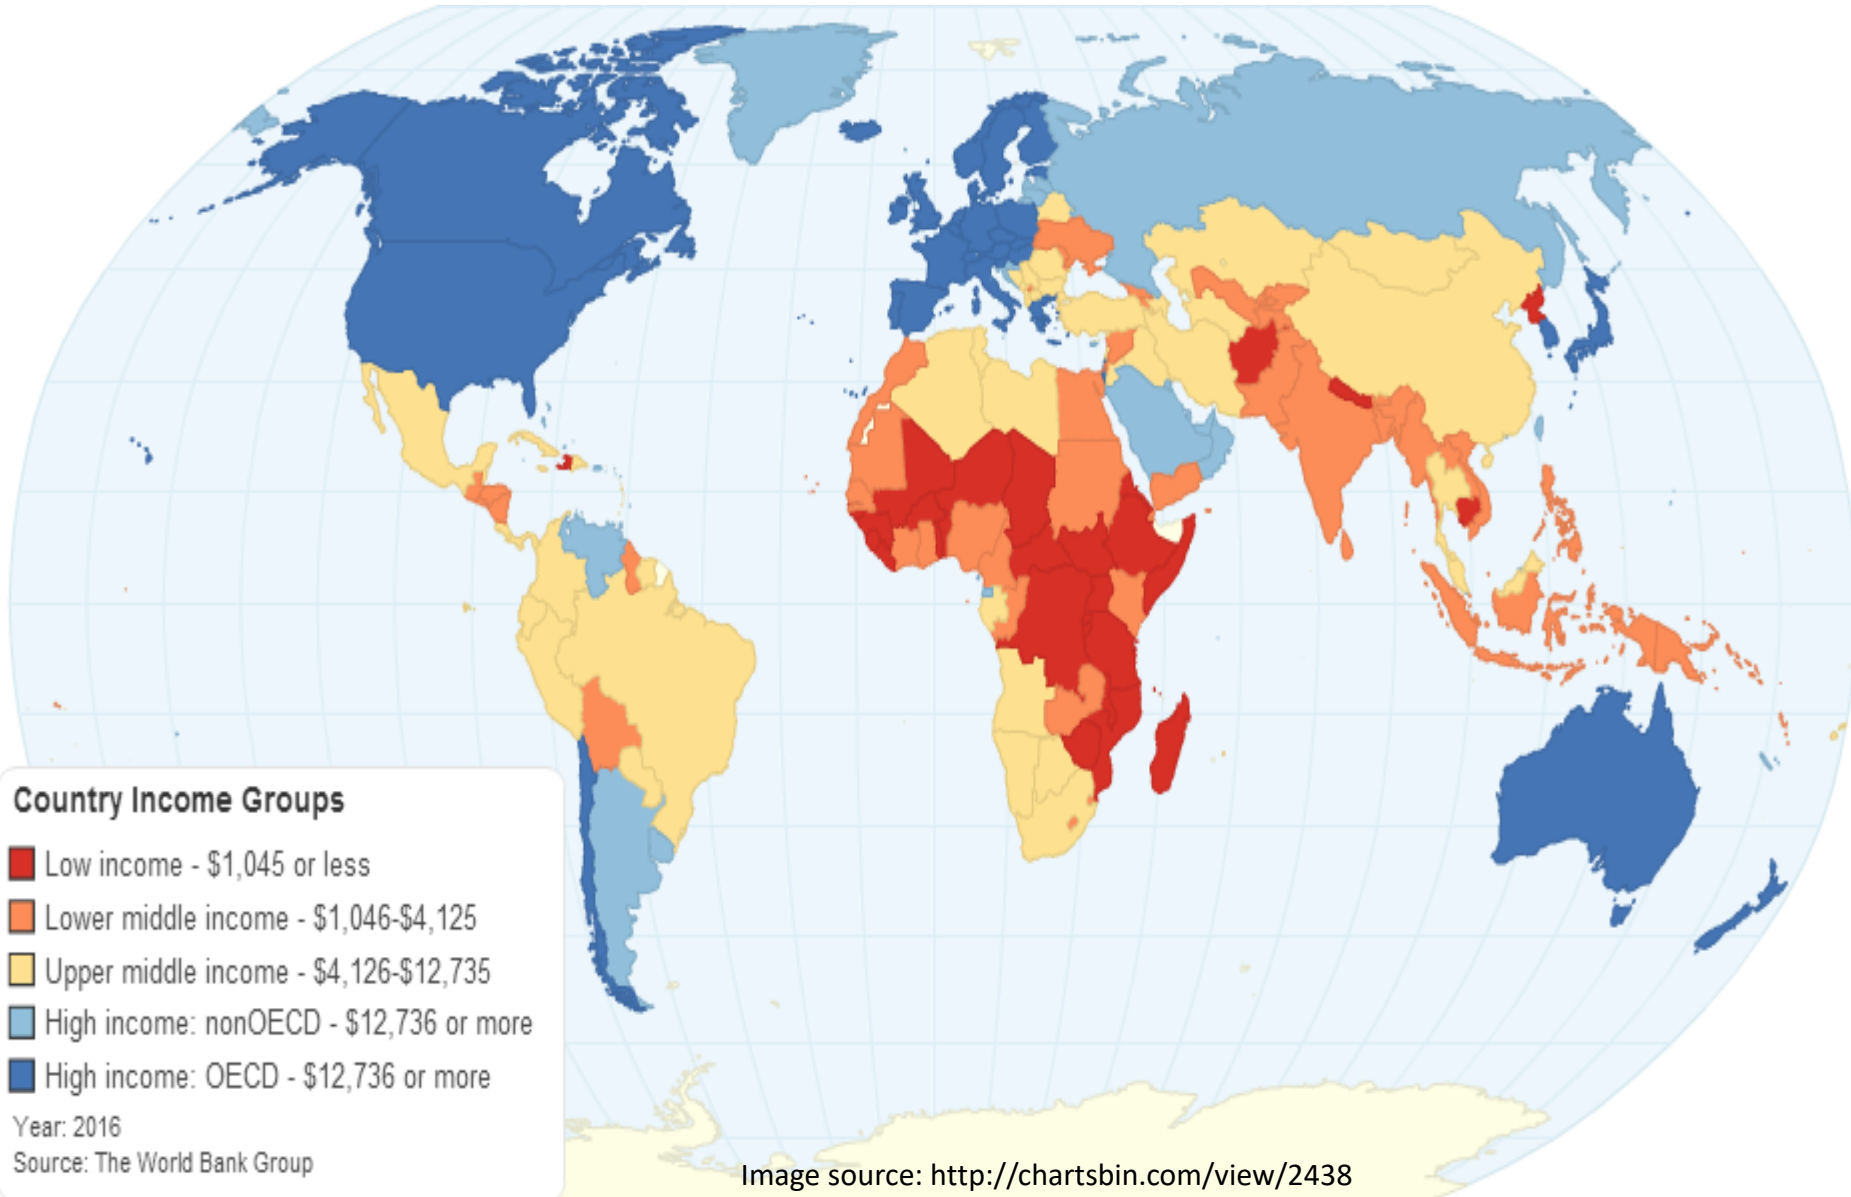 Country Income Groups
Low income - $1,045 or less
Lower middle income - $1,046-$4,125
Upper middle income - $4,126-$12,735
High income: nonOECD - $12,736 or more
High income: OECD - $12,736 or more
Year: 2016
Source: The World Bank Group
Image source: http://chartsbin.com/view/2438